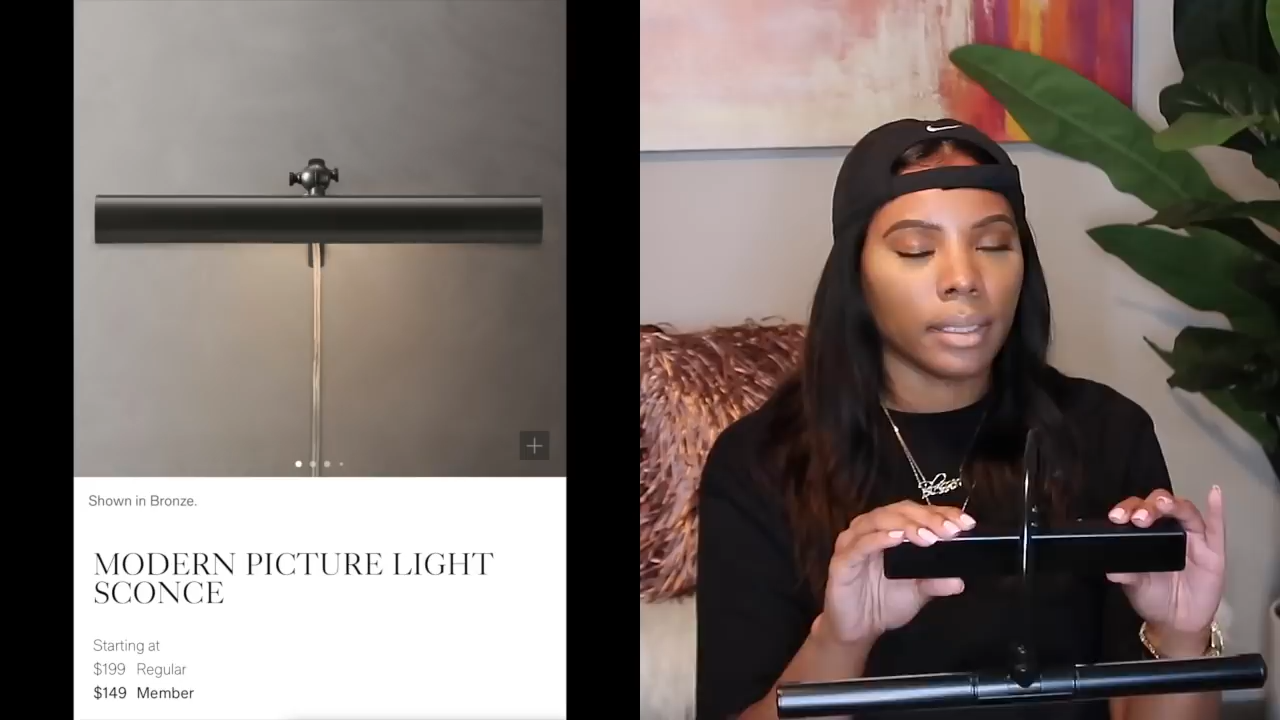 Shown in Bronze.
MODERN PICTURE LIGHT
SCONCE
Starting at
$199 Regular
$149 Member